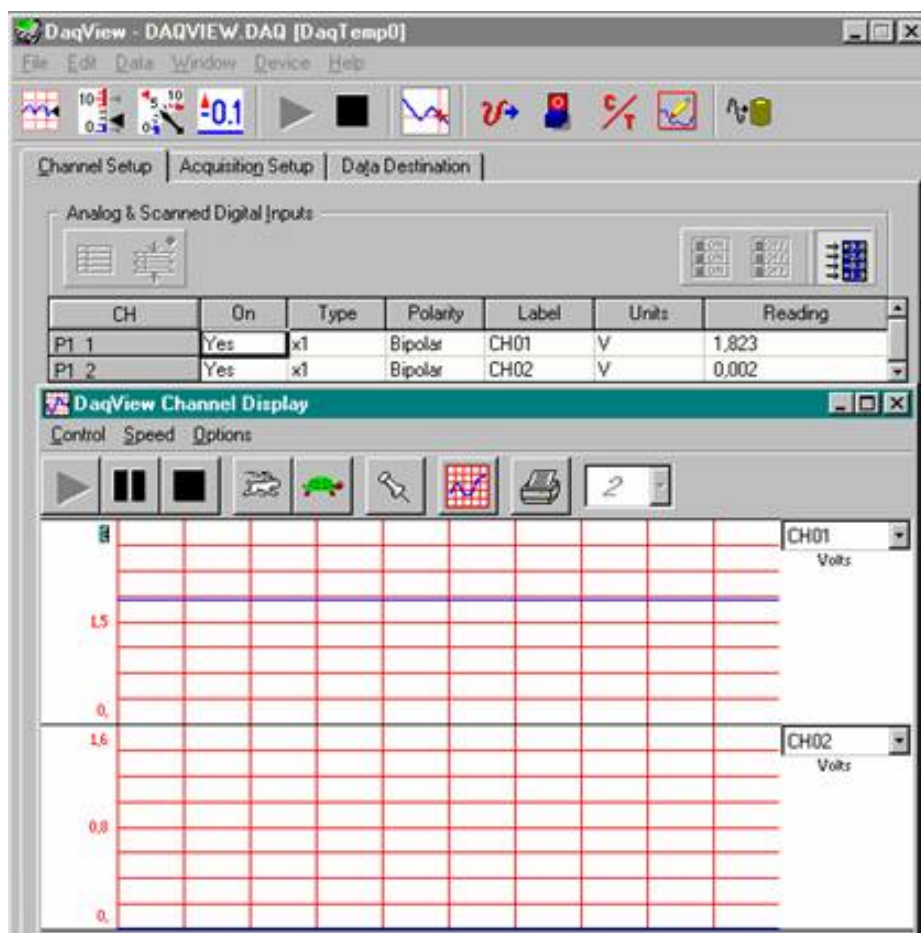 DaqView - DAQVIEW.DAQ [DaqTemp0]
File Edit Data Window Device Help
Channel Setup Acquisition Setup Data Destination
Analog & Scanned Digital Inputs
CH On Type Polarity Label Units Reading
P1 1 Yes x1 Bipolar CH01 V 1,823
P1 2 Yes x1 Bipolar CH02 V 0,002
DaqView Channel Display
Control Speed Options
2
CH01
Volts
1,5
0,
1,6
CH02
Volts
0,8
0,